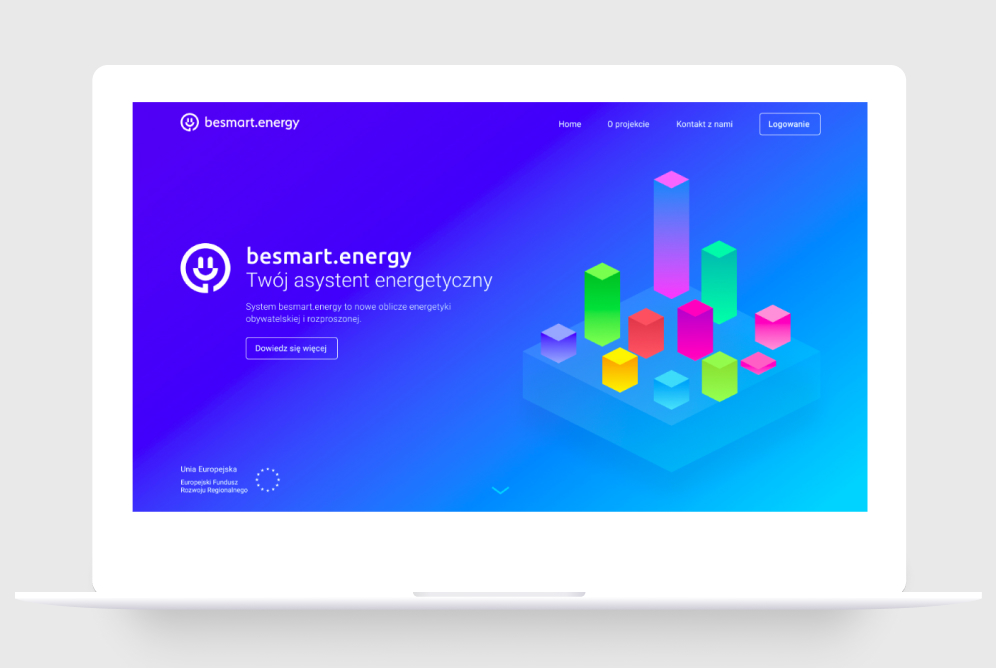 besmart.energy
Home
O projekcie
Kontakt z nami
Logowanie
besmart.energy
Twój asystent energetyczny
System besmart.energy to nowe oblicze energetyki
obywatelskiej i rozproszonej.
Dowiedz się więcej
Unia Europejska
Europejski Fundusz
Rozwoju Regionalnego